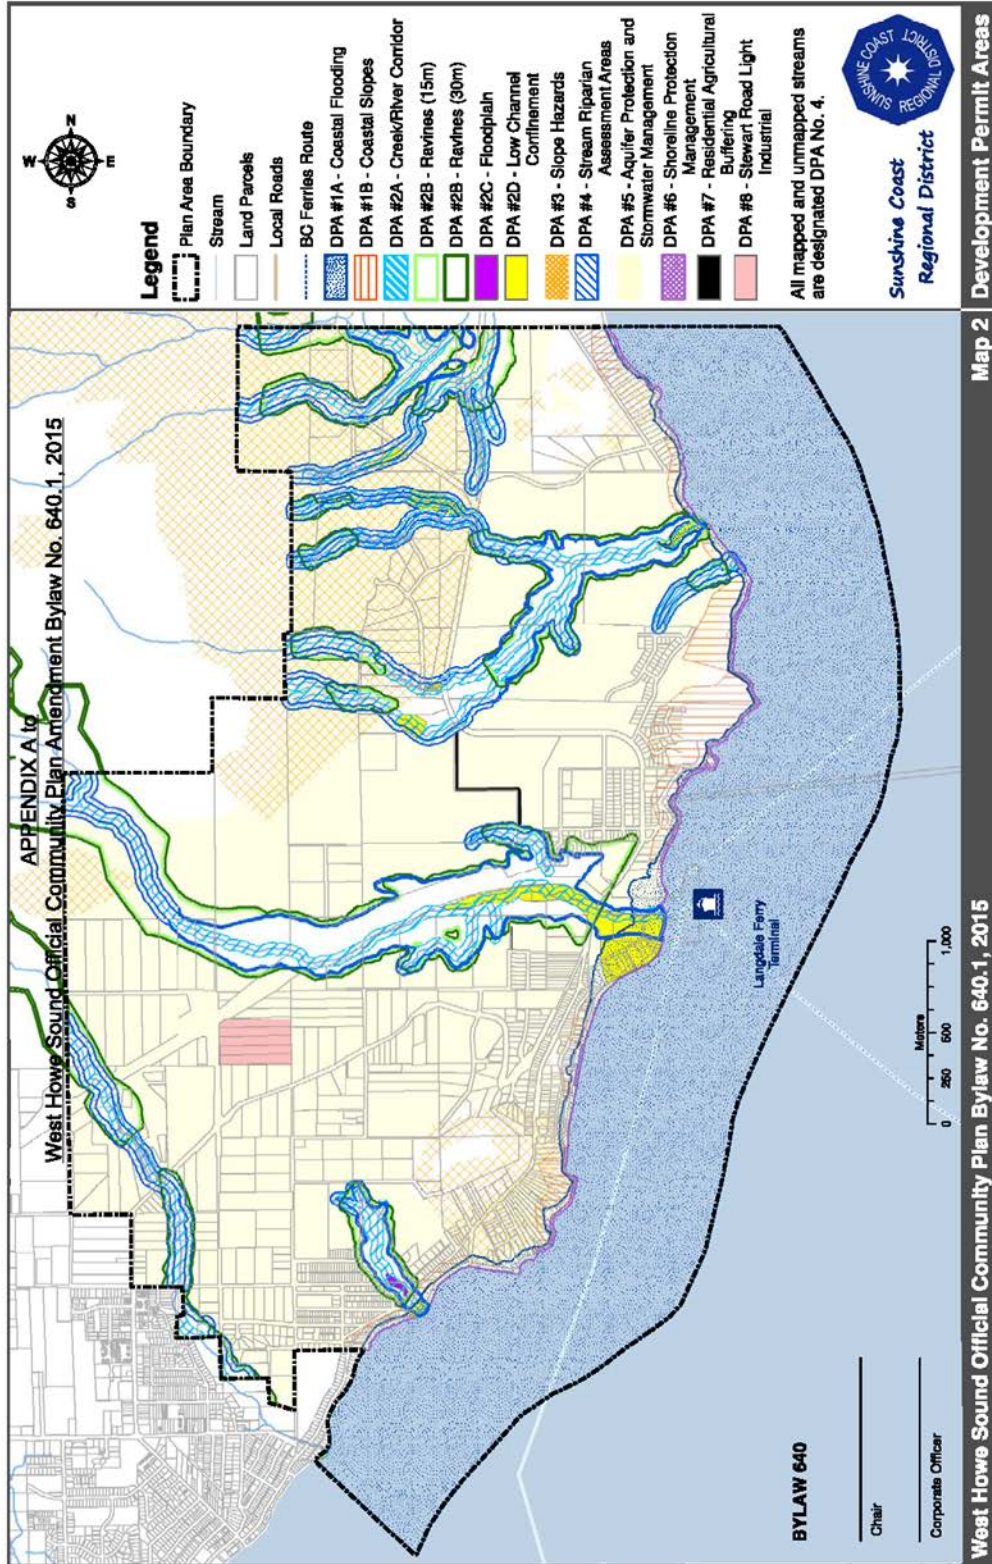 APPENDIX A to
West Howe Sound Official Community Plan Amendment Bylaw No. 640.1, 2015
Langdale Ferry
Terminal
Metres
0 250 500 1,000
BYLAW 640
Chair
Corporate Officer
N
W
E
S
Legend
Plan Area Boundary
Stream
Land Parcels
Local Roads
BC Ferries Route
DPA #1A - Coastal Flooding
DPA #1B - Coastal Slopes
DPA #2A - Creek/River Corridor
DPA #2B - Ravines (15m)
DPA #2B - Ravines (30m)
DPA #2C - Floodplain
DPA #2D - Low Channel
Confinement
DPA #3 - Slope Hazards
DPA #4 - Stream Riparian
Assessment Areas
DPA #5 - Aquifer Protection and
Stormwater Management
DPA #6 - Shoreline Protection
Management
DPA #7 - Residential Agricultural
Buffering
DPA #8 - Stewart Road Light
Industrial
All mapped and unmapped streams
are designated DPA No. 4.
Sunshine Coast
Regional District
SUNSHINE COAST REGIONAL DISTRICT
West Howe Sound Official Community Plan Bylaw No. 640.1, 2015
Map 2
Development Permit Areas